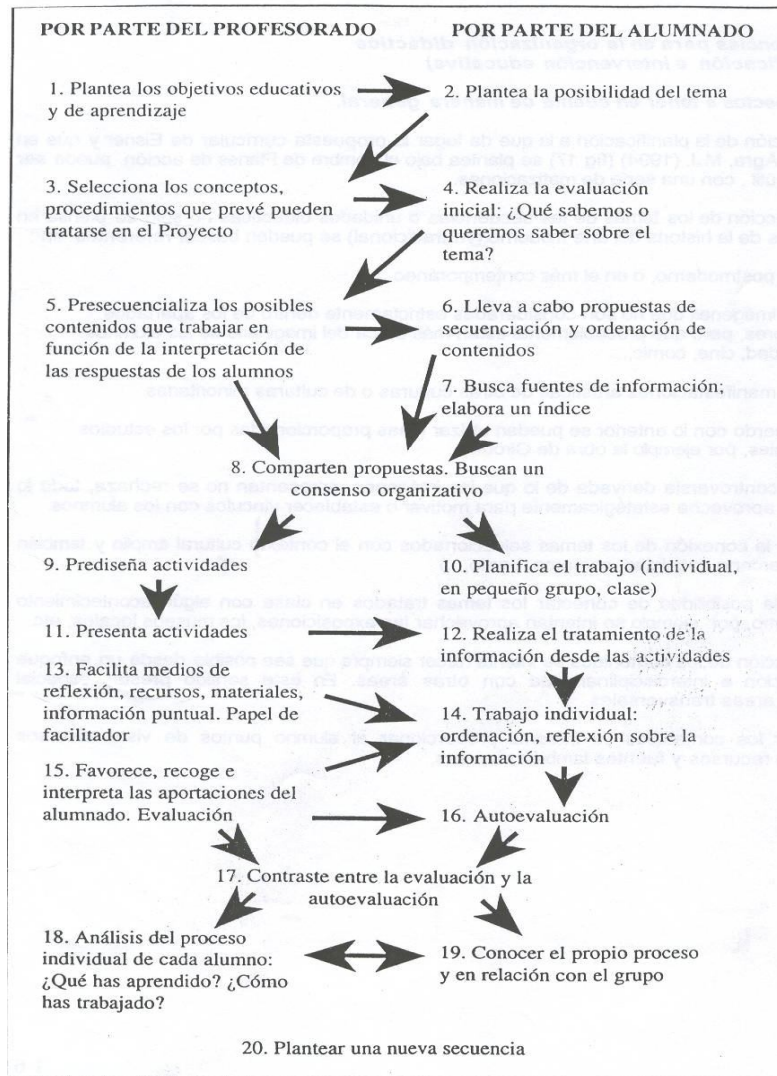 POR PARTE DEL PROFESORADO
POR PARTE DEL ALUMNADO
1. Plantea los objetivos educativos
y de aprendizaje
2. Plantea la posibilidad del tema
3. Selecciona los conceptos,
procedimientos que prevé pueden
tratarse en el Proyecto
4. Realiza la evaluación
inicial: ¿Qué sabemos o
queremos saber sobre el
tema?
5. Presecuencializa los posibles
contenidos que trabajar en
función de la interpretación de
las respuestas de los alumnos
6. Lleva a cabo propuestas de
secuenciación y ordenación de
contenidos
7. Busca fuentes de información;
elabora un índice
8. Comparten propuestas. Buscan un
consenso organizativo
9. Prediseña actividades
10. Planifica el trabajo (individual,
en pequeño grupo, clase)
11. Presenta actividades
12. Realiza el tratamiento de la
información desde las actividades
13. Facilita medios de
reflexión, recursos, materiales,
información puntual. Papel de
facilitador
14. Trabajo individual:
ordenación, reflexión sobre la
información
15. Favorece, recoge e
interpreta las aportaciones del
alumnado. Evaluación
16. Autoevaluación
17. Contraste entre la evaluación y la
autoevaluación
18. Análisis del proceso
individual de cada alumno:
¿Qué has aprendido? ¿Cómo
has trabajado?
19. Conocer el propio proceso
y en relación con el grupo
20. Plantear una nueva secuencia